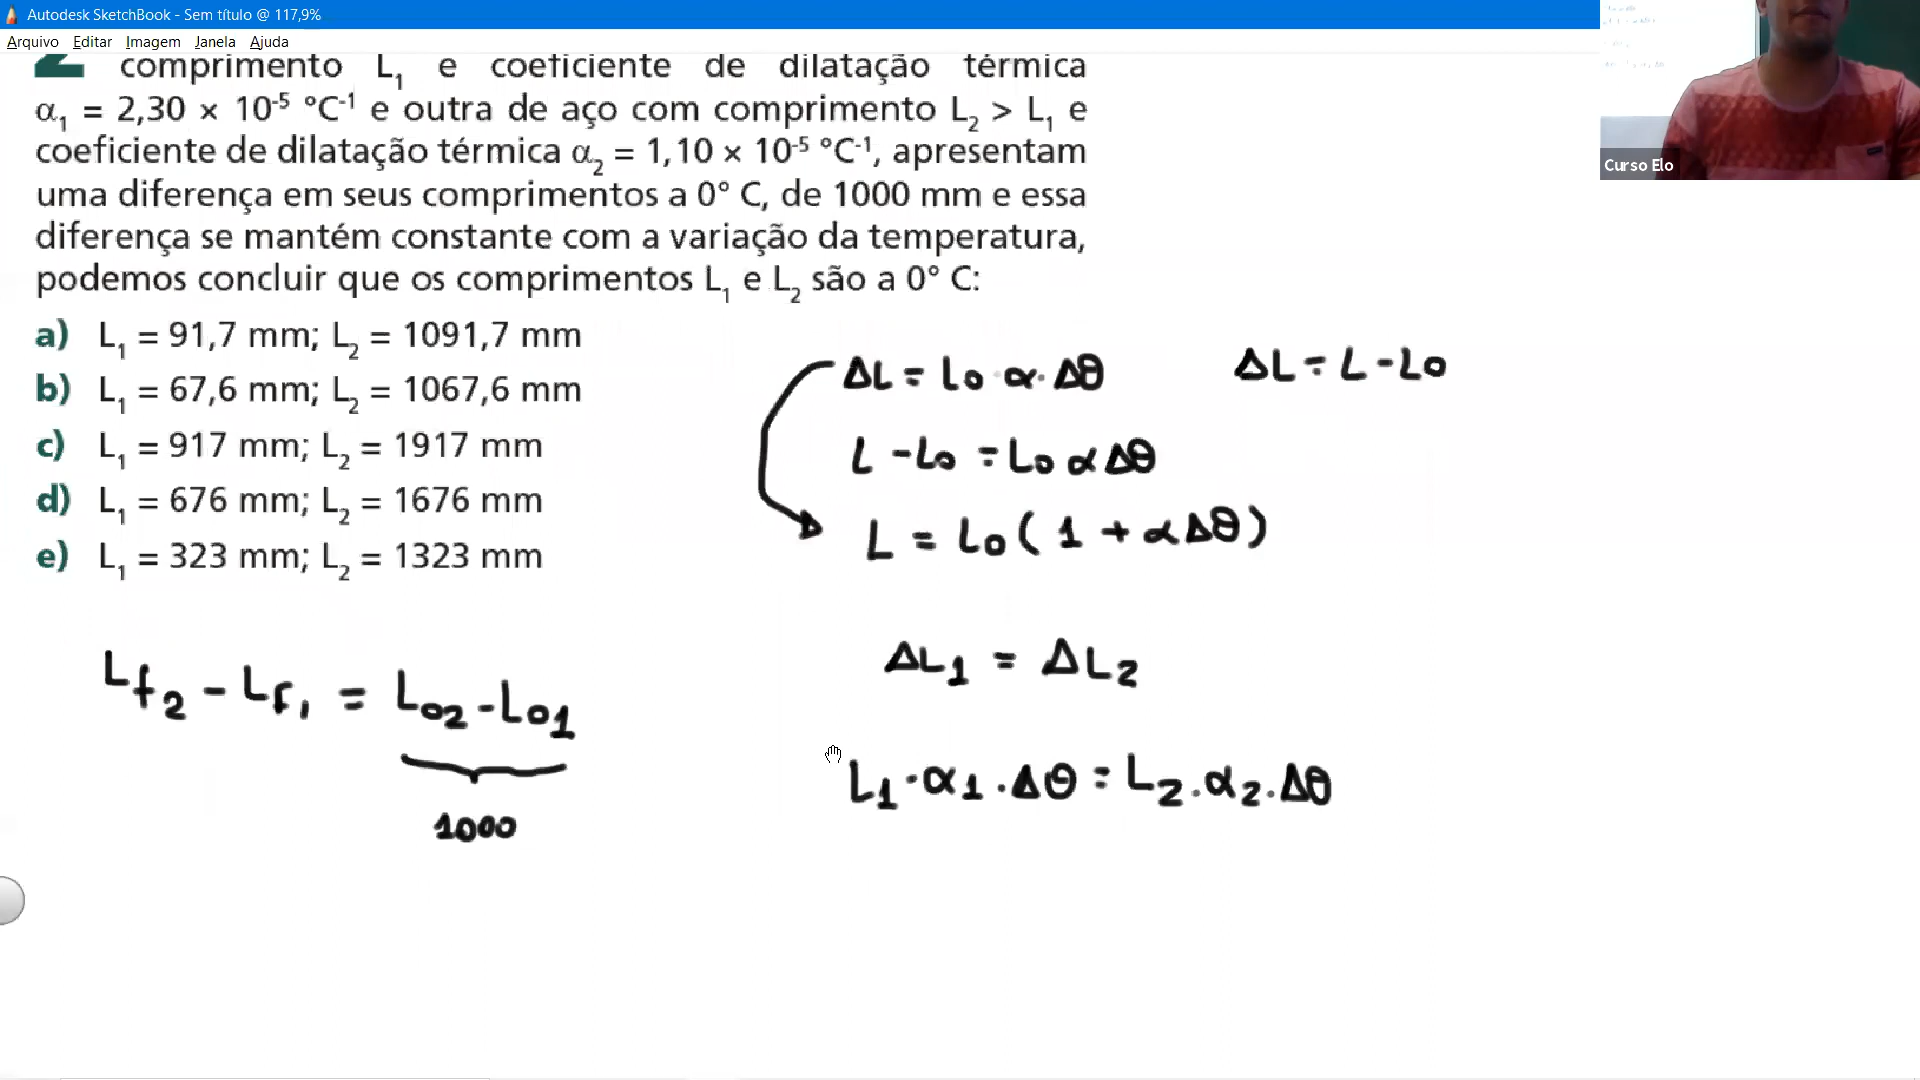 Autodesk SketchBook - Sem título @ 117,9%
Arquivo Editar Imagem Janela Ajuda
2 comprimento L₁ e coeficiente de dilatação térmica
α₁ = 2,30 × 10⁻⁵ °C⁻¹ e outra de aço com comprimento L₂ > L₁ e
coeficiente de dilatação térmica α₂ = 1,10 × 10⁻⁵ °C⁻¹, apresentam
uma diferença em seus comprimentos a 0° C, de 1000 mm e essa
diferença se mantém constante com a variação da temperatura,
podemos concluir que os comprimentos L₁ e L₂ são a 0° C:
a) L₁ = 91,7 mm; L₂ = 1091,7 mm
b) L₁ = 67,6 mm; L₂ = 1067,6 mm
c) L₁ = 917 mm; L₂ = 1917 mm
d) L₁ = 676 mm; L₂ = 1676 mm
e) L₁ = 323 mm; L₂ = 1323 mm
ΔL = Lo · α · Δθ
ΔL = L - Lo
L - Lo = Lo α Δθ
L = Lo ( 1 + α Δθ )
Lf2 - Lf1 = Lo2 - Lo1
1000
ΔL1 = ΔL2
L1 · α1 · Δθ = L2 · α2 · Δθ
Curso Elo